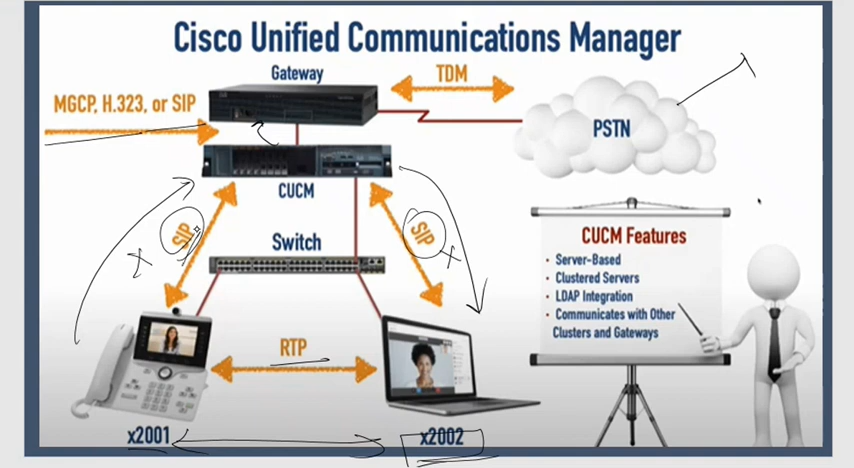 Cisco Unified Communications Manager
Gateway
TDM
MGCP, H.323, or SIP
PSTN
CUCM
SIP
SIP
Switch
CUCM Features
• Server-Based
• Clustered Servers
• LDAP Integration
• Communicates with Other
Clusters and Gateways
RTP
x2001
x2002